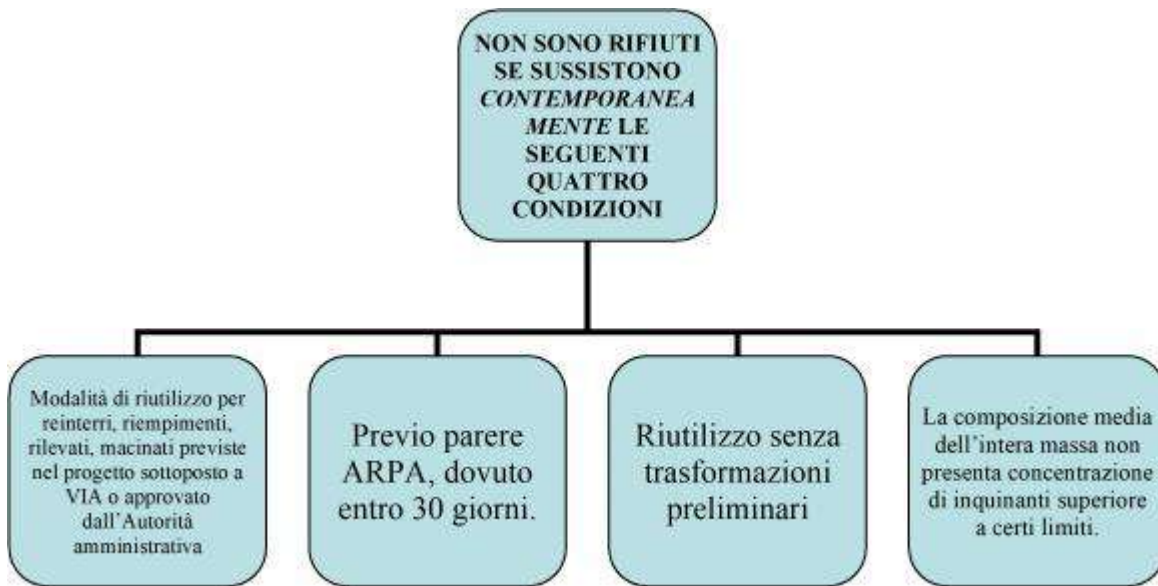 NON SONO RIFIUTI
SE SUSSISTONO
CONTEMPORANEA
MENTE LE
SEGUENTI
QUATTRO
CONDIZIONI
Modalità di riutilizzo per
reinterri, riempimenti,
rilevati, macinati previste
nel progetto sottoposto a
VIA o approvato
dall'Autorità
amministrativa
Previo parere
ARPA, dovuto
entro 30 giorni.
Riutilizzo senza
trasformazioni
preliminari
La composizione media
dell'intera massa non
presenta concentrazione
di inquinanti superiore
a certi limiti.